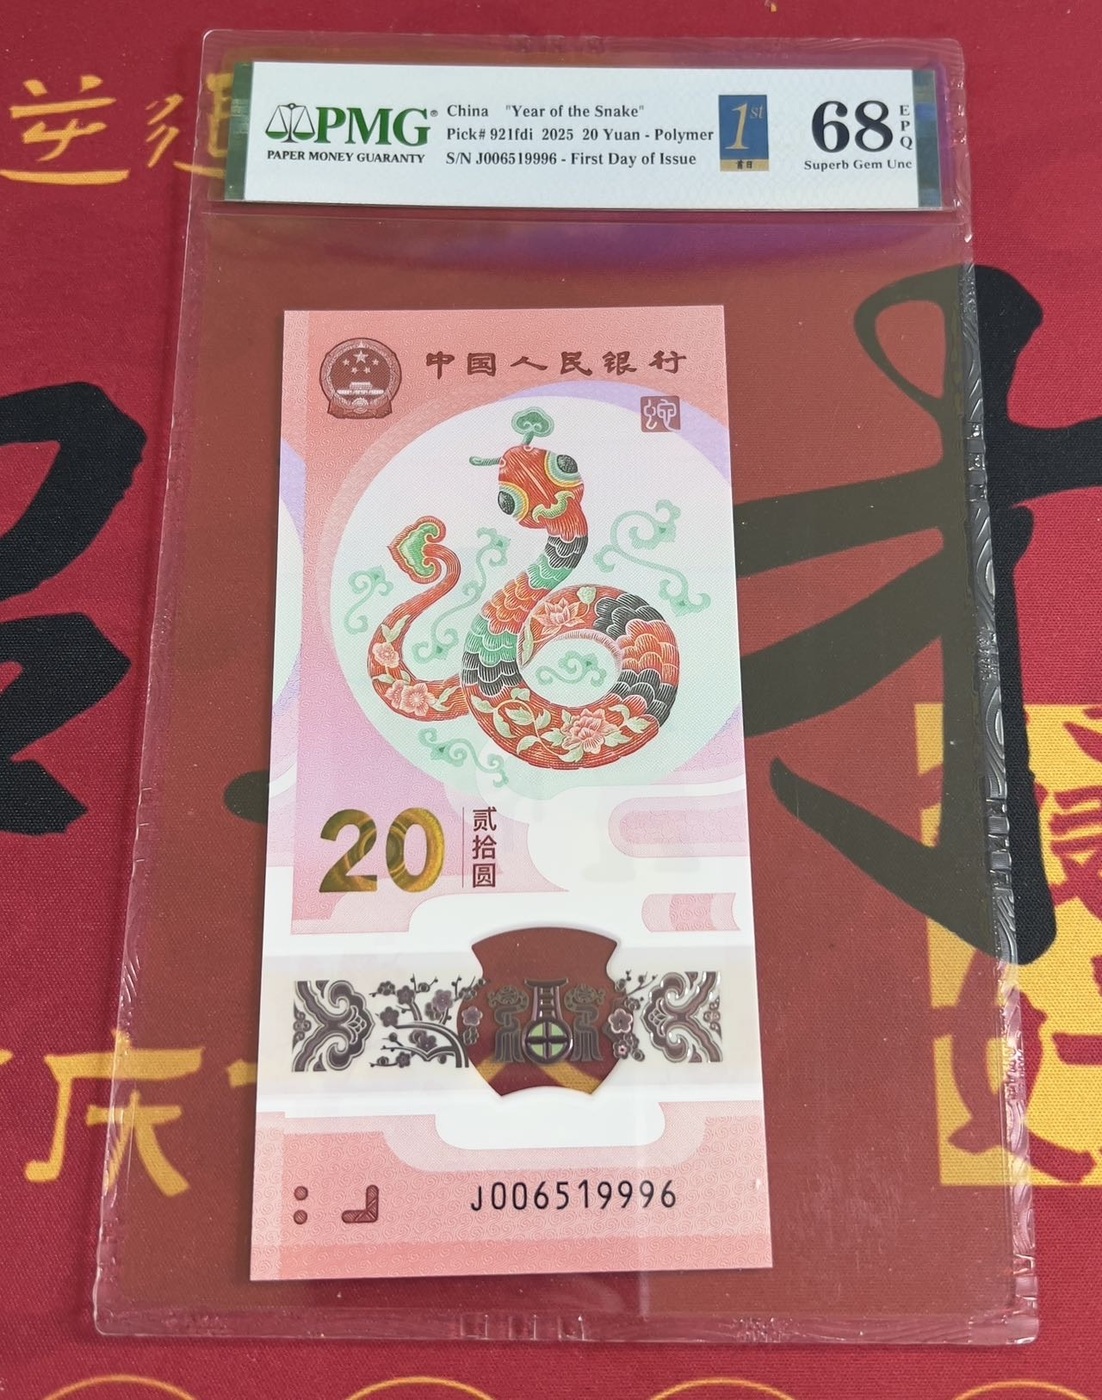 PMG®
PAPER MONEY GUARANTY
China "Year of the Snake"
Pick# 921fdi 2025 20 Yuan - Polymer
S/N J006519996 - First Day of Issue
1st
首日
68
EPQ
Superb Gem Unc
中国人民银行
蛇
20
贰拾圆
J006519996